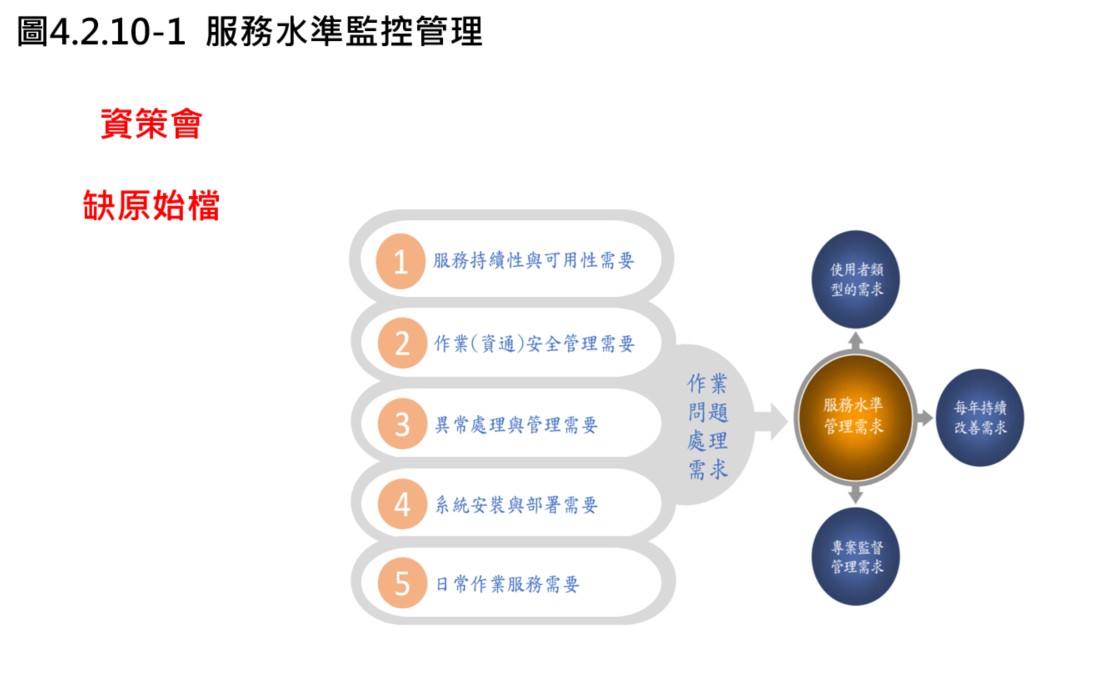 圖4.2.10-1 服務水準監控管理
資策會
缺原始檔
1 服務持續性與可用性需要
2 作業(資通)安全管理需要
3 異常處理與管理需要
4 系統安裝與部署需要
5 日常作業服務需要
作業
問題
處理
需求
服務水準
管理需求
使用者類
型的需求
每年持續
改善需求
專案監督
管理需求